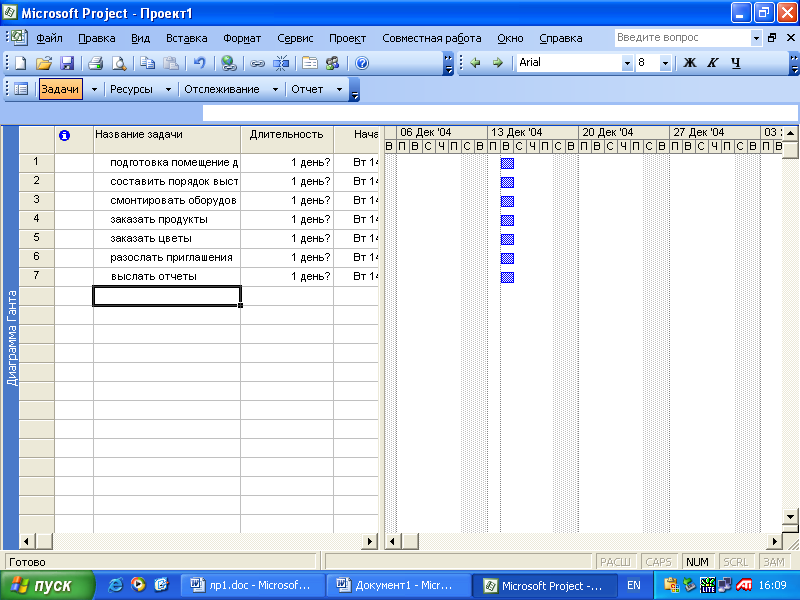 Microsoft Project - Проект1
Файл Правка Вид Вставка Формат Сервис Проект Совместная работа Окно Справка Введите вопрос
Arial 8 Ж К Ч
Задачи Ресурсы Отслеживание Отчет
Название задачи Длительность Нача 06 Дек '04 13 Дек '04 20 Дек '04 27 Дек '04 03
В П В С Ч П С В П В С Ч П С В П В С Ч П С В П В С Ч П С В П В
1 подготовка помещение д 1 день? Вт 14
2 составить порядок выст 1 день? Вт 14
3 смонтировать оборудов 1 день? Вт 14
4 заказать продукты 1 день? Вт 14
5 заказать цветы 1 день? Вт 14
6 разослать приглашения 1 день? Вт 14
7 выслать отчеты 1 день? Вт 14
Диаграмма Ганта
Готово РАСШ CAPS NUM SCRL ЗАМ
пуск лр1.doc - Microsof... Документ1 - Micr... Microsoft Project -... EN 16:09